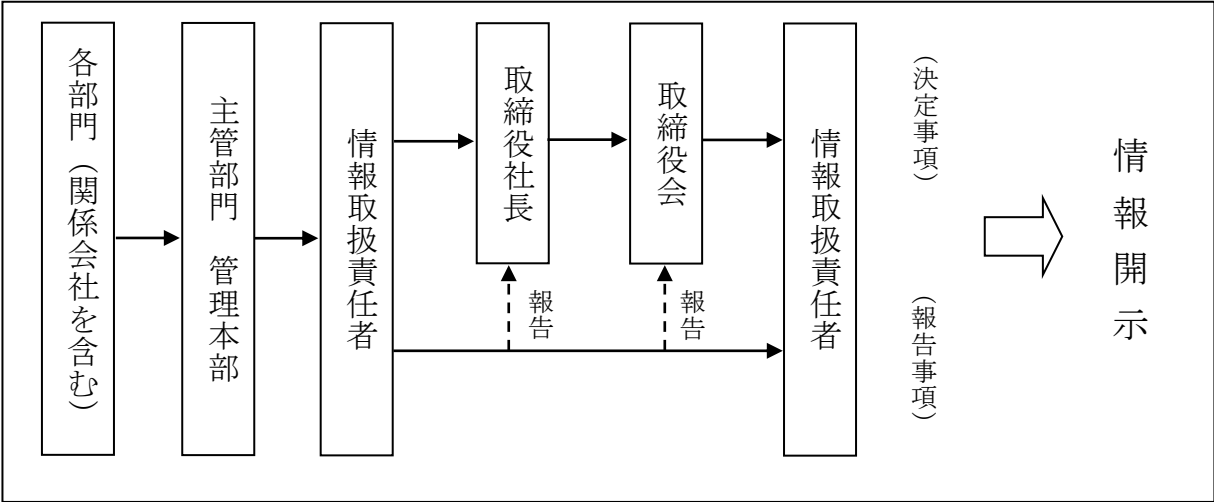 各部門（関係会社を含む）
主管部門　管理本部
情報取扱責任者
取締役社長
報告
取締役会
報告
情報取扱責任者
（決定事項）
（報告事項）
情報開示